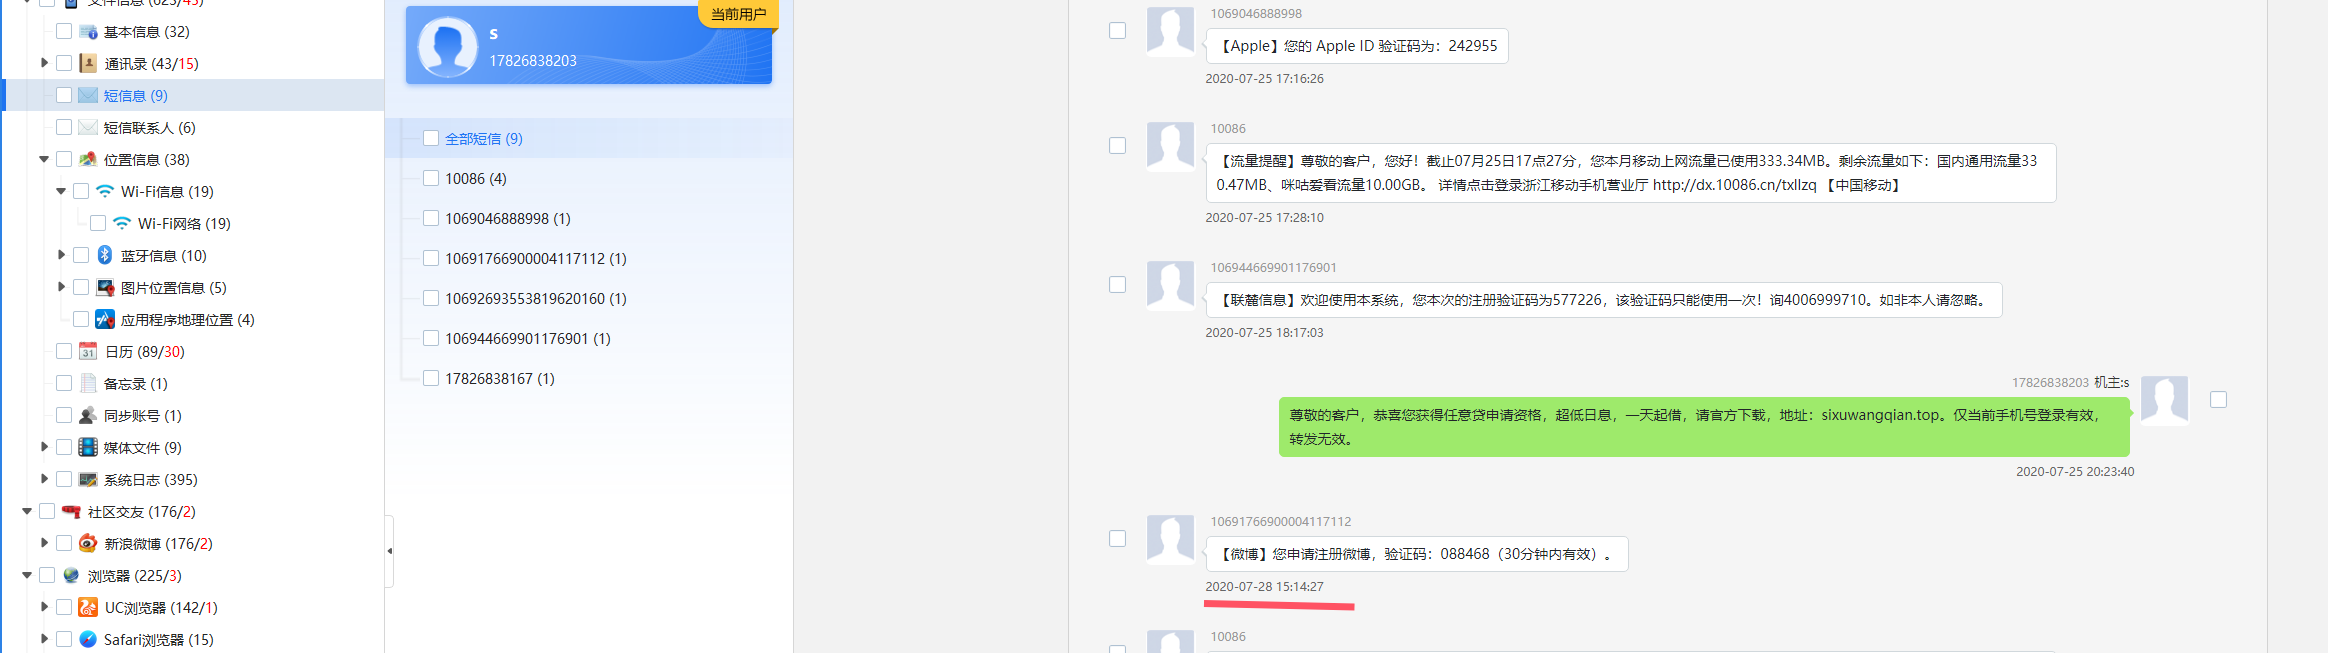 文件信息 (623/45)
基本信息 (32)
通讯录 (43/15)
短信息 (9)
短信联系人 (6)
位置信息 (38)
Wi-Fi信息 (19)
Wi-Fi网络 (19)
蓝牙信息 (10)
图片位置信息 (5)
应用程序地理位置 (4)
31
日历 (89/30)
备忘录 (1)
同步账号 (1)
媒体文件 (9)
系统日志 (395)
社区交友 (176/2)
新浪微博 (176/2)
浏览器 (225/3)
UC浏览器 (142/1)
Safari浏览器 (15)
当前用户
s
17826838203
全部短信 (9)
10086 (4)
1069046888998 (1)
10691766900004117112 (1)
10692693553819620160 (1)
106944669901176901 (1)
17826838167 (1)
1069046888998
【Apple】您的 Apple ID 验证码为：242955
2020-07-25 17:16:26
10086
【流量提醒】尊敬的客户，您好！截止07月25日17点27分，您本月移动上网流量已使用333.34MB。剩余流量如下：国内通用流量33
0.47MB、咪咕爱看流量10.00GB。 详情点击登录浙江移动手机营业厅 http://dx.10086.cn/txllzq 【中国移动】
2020-07-25 17:28:10
106944669901176901
【联麓信息】欢迎使用本系统，您本次的注册验证码为577226，该验证码只能使用一次！询4006999710。如非本人请忽略。
2020-07-25 18:17:03
17826838203 机主:s
尊敬的客户，恭喜您获得任意贷申请资格，超低日息，一天起借，请官方下载，地址：sixuwangqian.top。仅当前手机号登录有效，
转发无效。
2020-07-25 20:23:40
10691766900004117112
【微博】您申请注册微博，验证码：088468（30分钟内有效）。
2020-07-28 15:14:27
10086